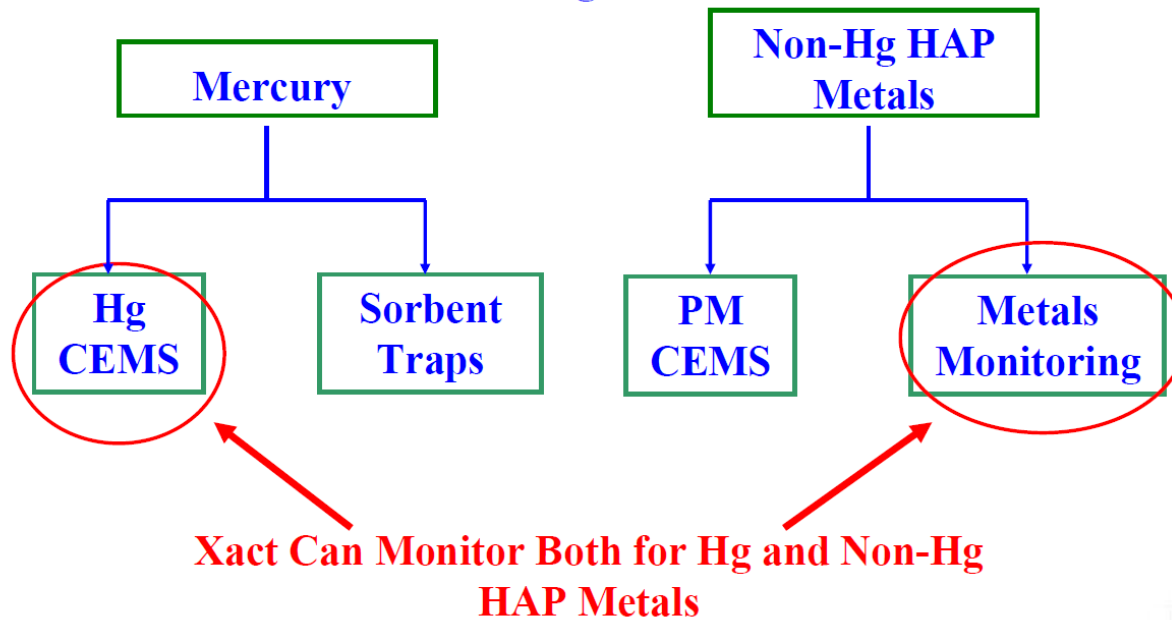 Mercury
Non-Hg HAP
Metals
Hg
CEMS
Sorbent
Traps
PM
CEMS
Metals
Monitoring
Xact Can Monitor Both for Hg and Non-Hg
HAP Metals